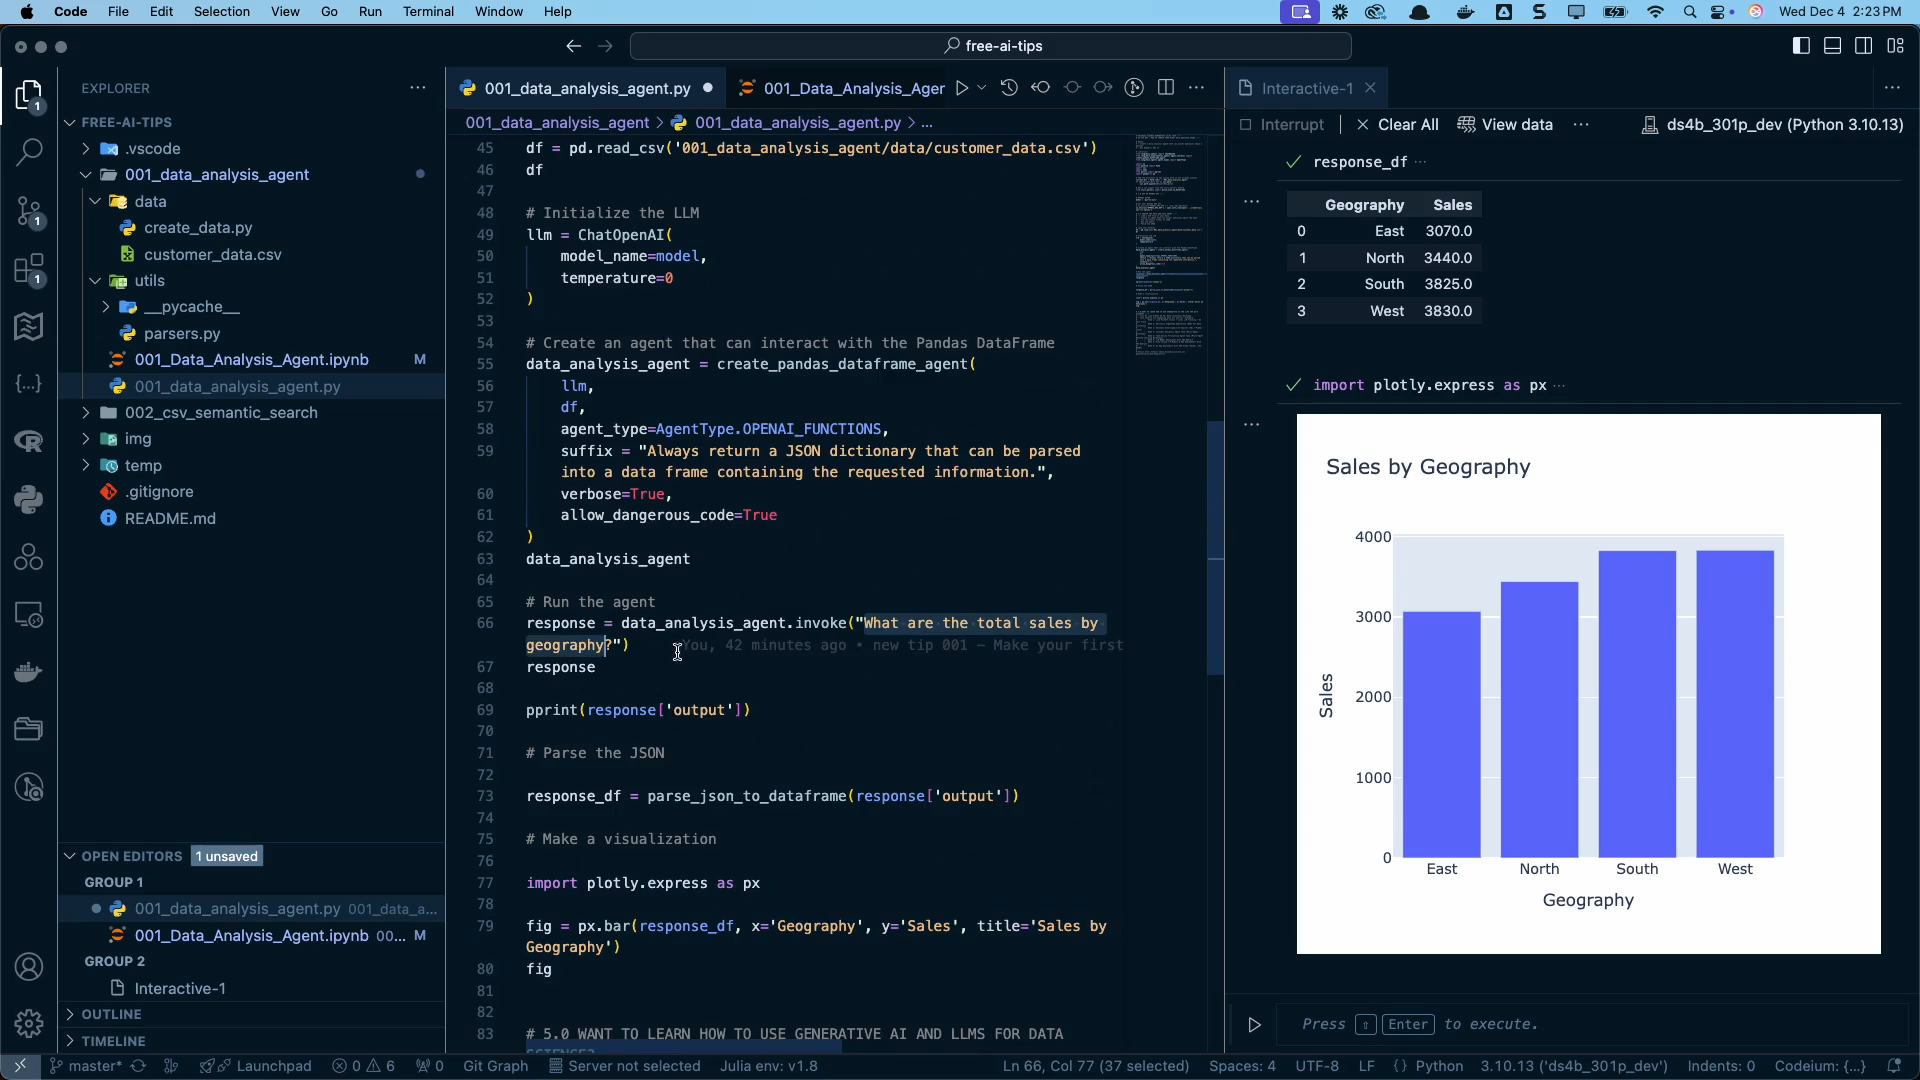 Code File Edit Selection View Go Run Terminal Window Help
Wed Dec 4 2:23 PM
free-ai-tips
EXPLORER
FREE-AI-TIPS
.vscode
001_data_analysis_agent
data
create_data.py
customer_data.csv
utils
__pycache__
parsers.py
001_Data_Analysis_Agent.ipynb M
001_data_analysis_agent.py
002_csv_semantic_search
img
temp
.gitignore
README.md
OPEN EDITORS 1 unsaved
GROUP 1
001_data_analysis_agent.py 001_data_a...
001_Data_Analysis_Agent.ipynb 00... M
GROUP 2
Interactive-1
OUTLINE
TIMELINE
1
1
1
001_data_analysis_agent.py
001_Data_Analysis_Ager
001_data_analysis_agent > 001_data_analysis_agent.py > ...
45 df = pd.read_csv('001_data_analysis_agent/data/customer_data.csv')
46 df
47
48 # Initialize the LLM
49 llm = ChatOpenAI(
50 model_name=model,
51 temperature=0
52 )
53
54 # Create an agent that can interact with the Pandas DataFrame
55 data_analysis_agent = create_pandas_dataframe_agent(
56 llm,
57 df,
58 agent_type=AgentType.OPENAI_FUNCTIONS,
59 suffix = "Always return a JSON dictionary that can be parsed
into a data frame containing the requested information.",
60 verbose=True,
61 allow_dangerous_code=True
62 )
63 data_analysis_agent
64
65 # Run the agent
66 response = data_analysis_agent.invoke("What are the total sales by
geography?") You, 42 minutes ago • new tip 001 – Make your first
67 response
68
69 pprint(response['output'])
70
71 # Parse the JSON
72
73 response_df = parse_json_to_dataframe(response['output'])
74
75 # Make a visualization
76
77 import plotly.express as px
78
79 fig = px.bar(response_df, x='Geography', y='Sales', title='Sales by
Geography')
80 fig
81
82
83 # 5.0 WANT TO LEARN HOW TO USE GENERATIVE AI AND LLMS FOR DATA
SCIENCE?
Interactive-1
Interrupt Clear All View data ... ds4b_301p_dev (Python 3.10.13)
response_df ...
Geography Sales
0 East 3070.0
1 North 3440.0
2 South 3825.0
3 West 3830.0
import plotly.express as px ...
Sales by Geography
4000
3000
2000
1000
0
Sales
East North South West
Geography
Press ⇧ Enter to execute.
master* Launchpad 0 6 0 Git Graph Server not selected Julia env: v1.8 Ln 66, Col 77 (37 selected) Spaces: 4 UTF-8 LF {} Python 3.10.13 ('ds4b_301p_dev') Indents: 0 Codeium: {...}